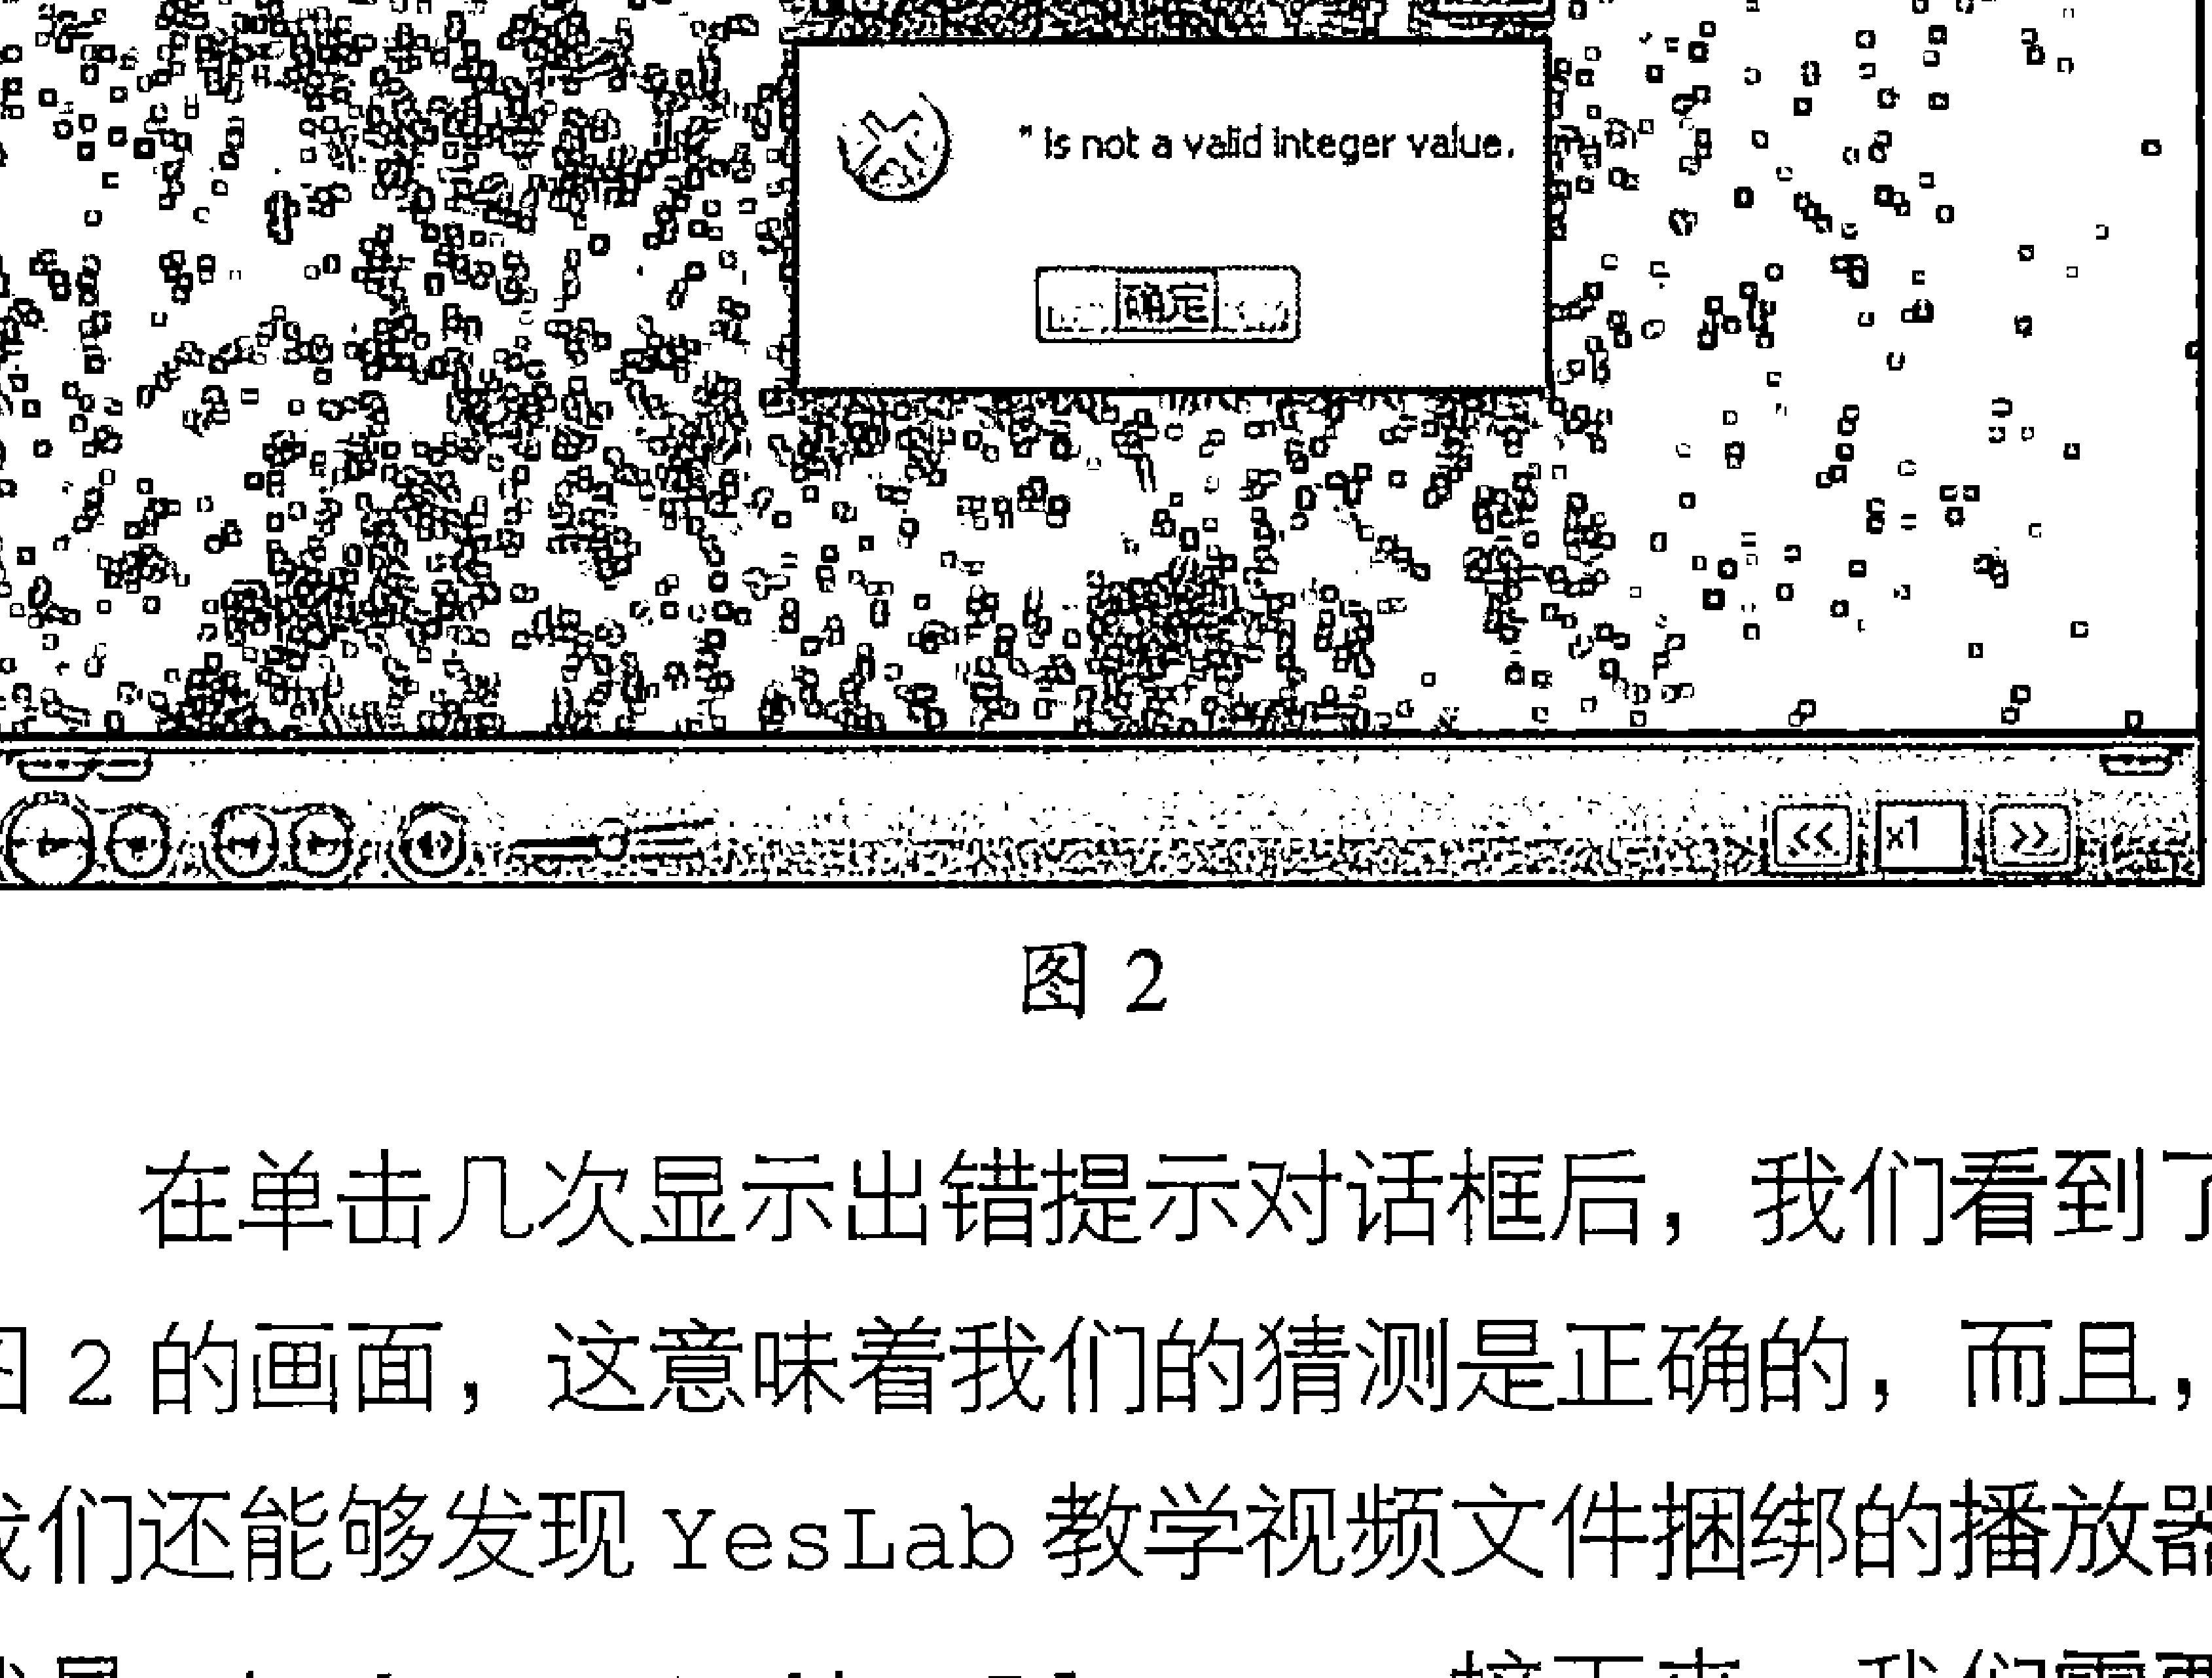 " is not a valid integer value.
确定
<< x1 >>
图 2
在单击几次显示出错提示对话框后，我们看到了
图 2 的画面，这意味着我们的猜测是正确的，而且，
我们还能够发现 YesLab 教学视频文件捆绑的播放器